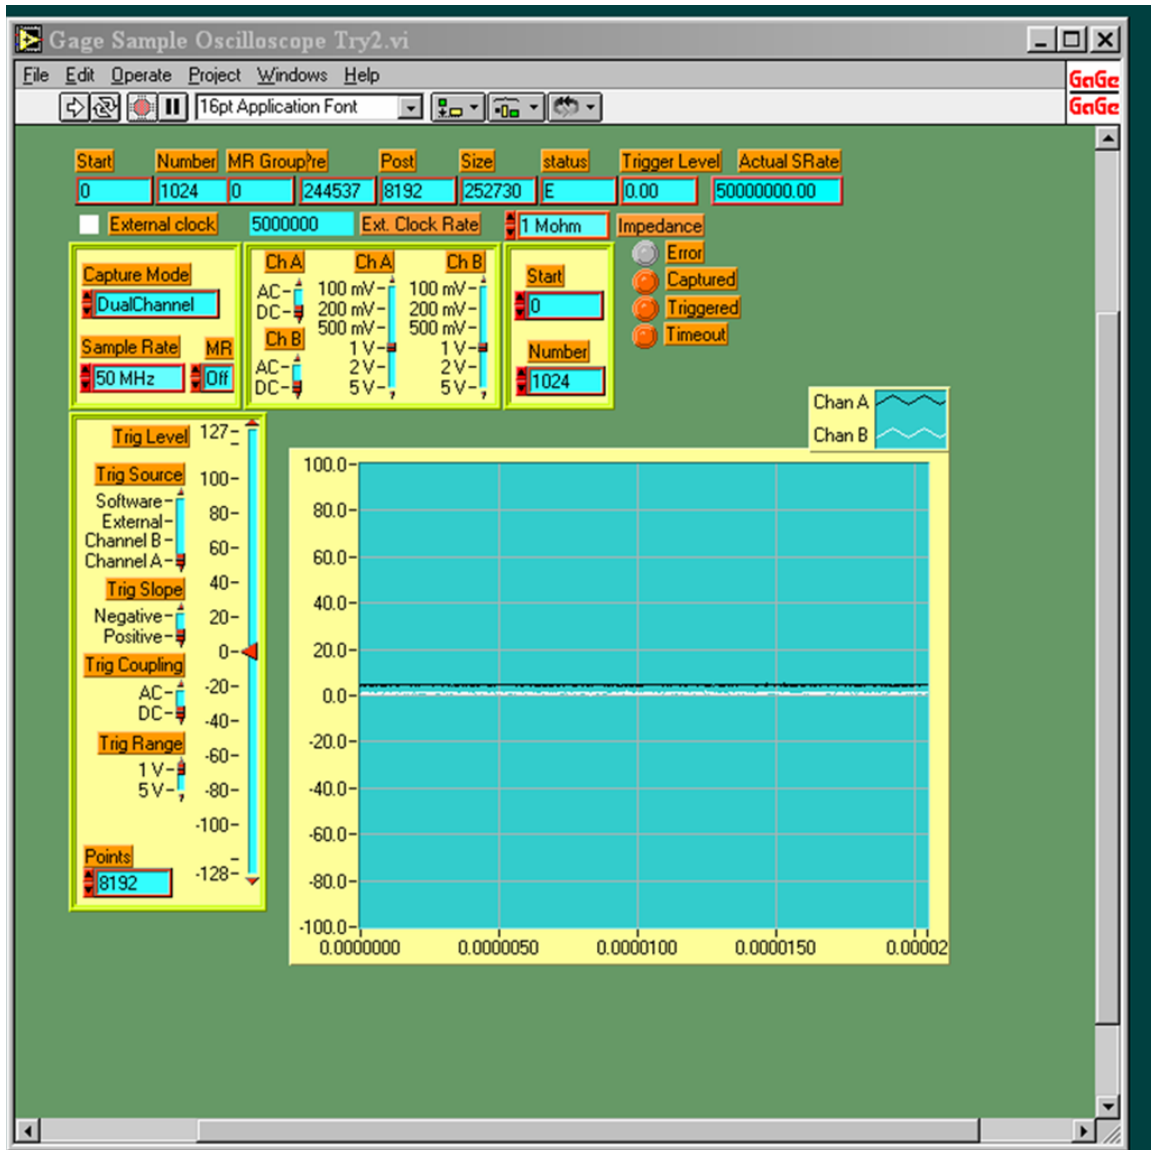 Gage Sample Oscilloscope Try2.vi
File Edit Operate Project Windows Help
GaGe
16pt Application Font
GaGe
Start Number MR Group Pre Post Size status Trigger Level Actual SRate
0 1024 0 244537 8192 252730 E 0.00 50000000.00
External clock 5000000 Ext. Clock Rate 1 Mohm Impedance
Error
Captured
Triggered
Timeout
Capture Mode
DualChannel
Sample Rate MR
50 MHz Off
Ch A
AC
DC
Ch B
AC
DC
Ch A
100 mV
200 mV
500 mV
1 V
2 V
5 V
Ch B
100 mV
200 mV
500 mV
1 V
2 V
5 V
Start
0
Number
1024
Chan A
Chan B
Trig Level
Trig Source
Software
External
Channel B
Channel A
Trig Slope
Negative
Positive
Trig Coupling
AC
DC
Trig Range
1 V
5 V
Points
8192
127
100
80
60
40
20
0
-20
-40
-60
-80
-100
-128
100.0
80.0
60.0
40.0
20.0
0.0
-20.0
-40.0
-60.0
-80.0
-100.0
0.0000000 0.0000050 0.0000100 0.0000150 0.00002